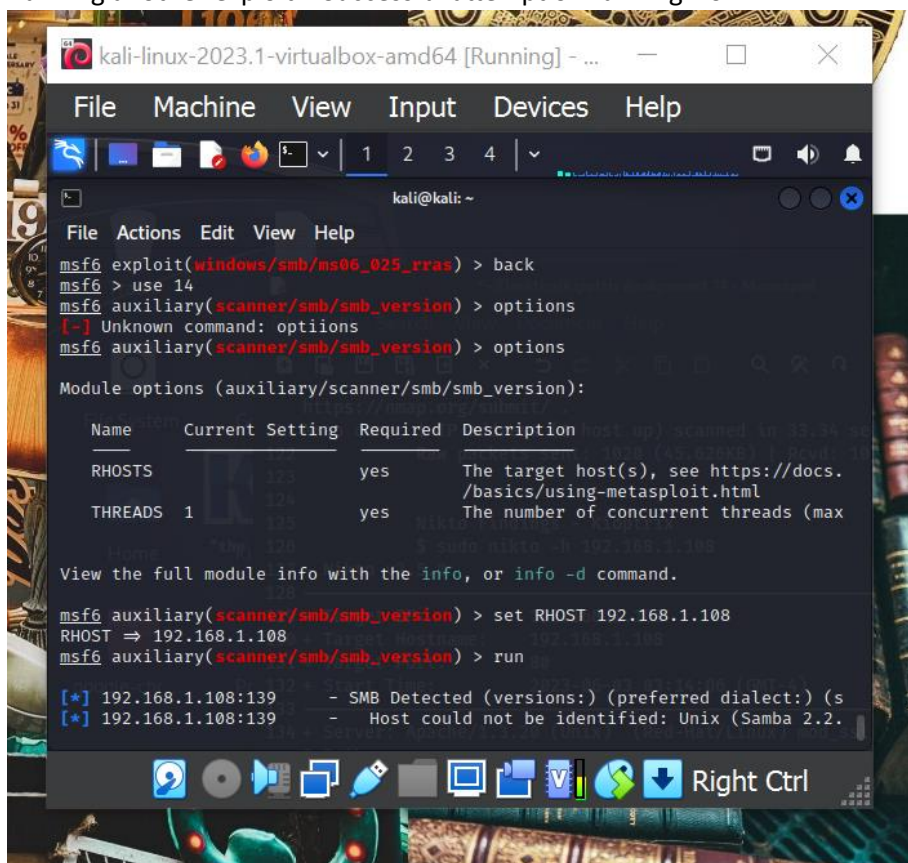 kali-linux-2023.1-virtualbox-amd64 [Running] - ...
File Machine View Input Devices Help
1 2 3 4
kali@kali: ~
File Actions Edit View Help
msf6 exploit(windows/smb/ms06_025_rras) > back
msf6 > use 14
msf6 auxiliary(scanner/smb/smb_version) > optiions
[-] Unknown command: optiions
msf6 auxiliary(scanner/smb/smb_version) > options
Module options (auxiliary/scanner/smb/smb_version):
Name Current Setting Required Description
RHOSTS yes The target host(s), see https://docs.
/basics/using-metasploit.html
THREADS 1 yes The number of concurrent threads (max
View the full module info with the info, or info -d command.
msf6 auxiliary(scanner/smb/smb_version) > set RHOST 192.168.1.108
RHOST ⇒ 192.168.1.108
msf6 auxiliary(scanner/smb/smb_version) > run
[*] 192.168.1.108:139 - SMB Detected (versions:) (preferred dialect:) (s
[*] 192.168.1.108:139 - Host could not be identified: Unix (Samba 2.2.
Right Ctrl